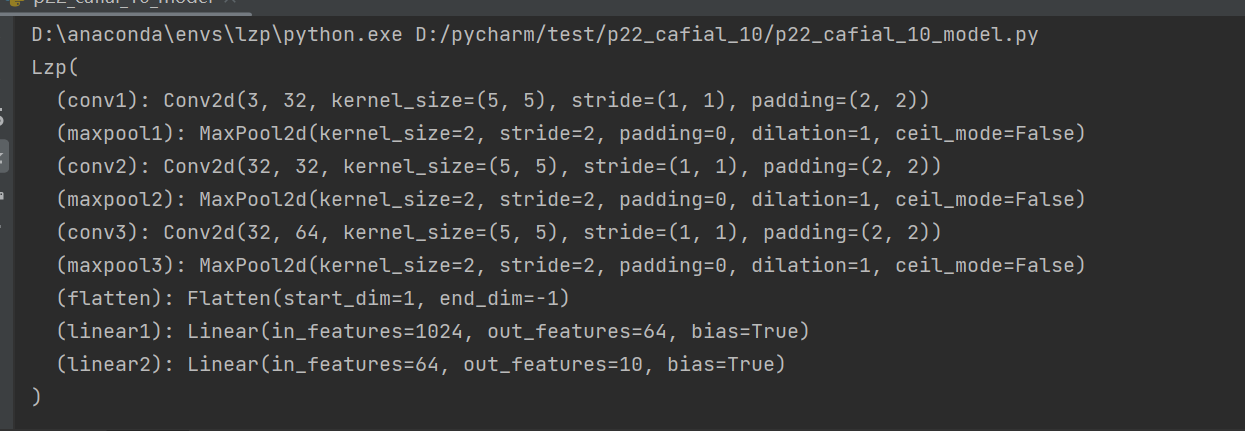 D:\anaconda\envs\lzp\python.exe D:/pycharm/test/p22_cafial_10/p22_cafial_10_model.py
Lzp(
  (conv1): Conv2d(3, 32, kernel_size=(5, 5), stride=(1, 1), padding=(2, 2))
  (maxpool1): MaxPool2d(kernel_size=2, stride=2, padding=0, dilation=1, ceil_mode=False)
  (conv2): Conv2d(32, 32, kernel_size=(5, 5), stride=(1, 1), padding=(2, 2))
  (maxpool2): MaxPool2d(kernel_size=2, stride=2, padding=0, dilation=1, ceil_mode=False)
  (conv3): Conv2d(32, 64, kernel_size=(5, 5), stride=(1, 1), padding=(2, 2))
  (maxpool3): MaxPool2d(kernel_size=2, stride=2, padding=0, dilation=1, ceil_mode=False)
  (flatten): Flatten(start_dim=1, end_dim=-1)
  (linear1): Linear(in_features=1024, out_features=64, bias=True)
  (linear2): Linear(in_features=64, out_features=10, bias=True)
)